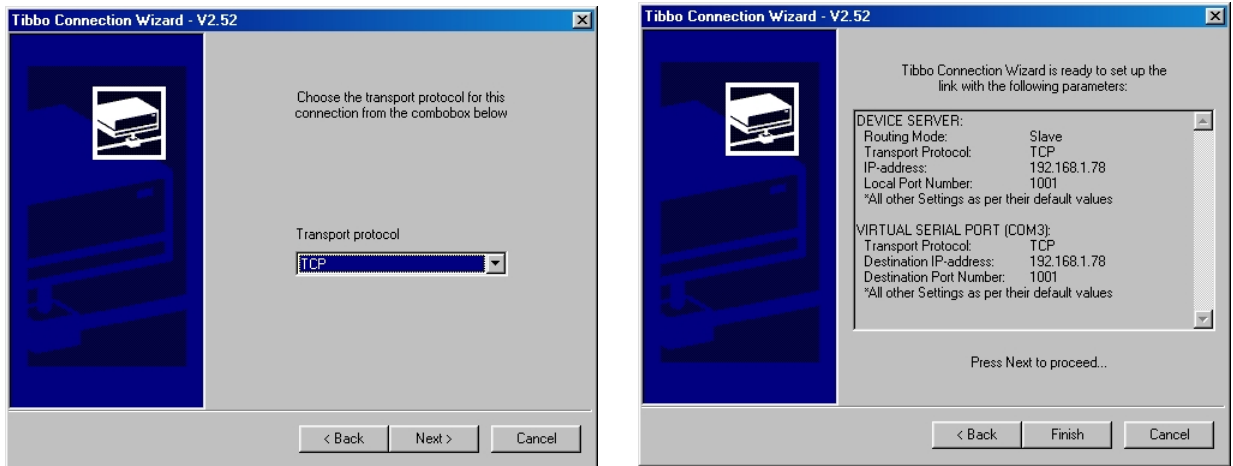 Tibbo Connection Wizard - V2.52
Choose the transport protocol for this
connection from the combobox below
Transport protocol
TCP
< Back
Next >
Cancel
Tibbo Connection Wizard - V2.52
Tibbo Connection Wizard is ready to set up the
link with the following parameters:
DEVICE SERVER:
Routing Mode: Slave
Transport Protocol: TCP
IP-address: 192.168.1.78
Local Port Number: 1001
*All other Settings as per their default values
VIRTUAL SERIAL PORT (COM3):
Transport Protocol: TCP
Destination IP-address: 192.168.1.78
Destination Port Number: 1001
*All other Settings as per their default values
Press Next to proceed...
< Back
Finish
Cancel